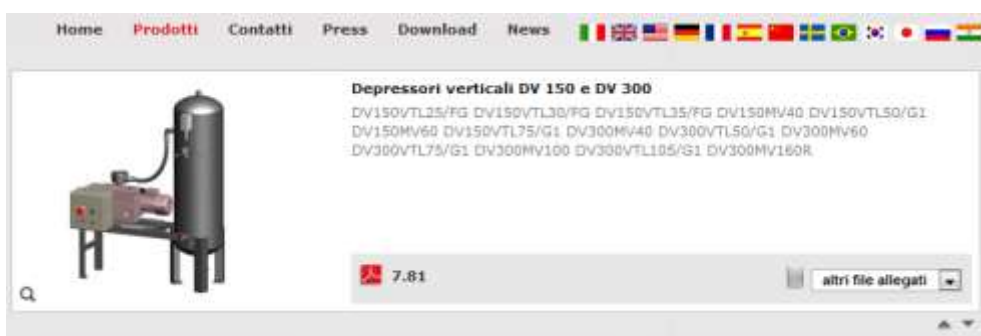 Home Prodotti Contatti Press Download News
Depressori verticali DV 150 e DV 300
DV150VTL25/FG DV150VTL30/FG DV150VTL35/FG DV150MV40 DV150VTL50/G1
DV150MV60 DV150VTL75/G1 DV300MV40 DV300VTL50/G1 DV300MV60
DV300VTL75/G1 DV300MV100 DV300VTL105/G1 DV300MV160R
7.81
altri file allegati